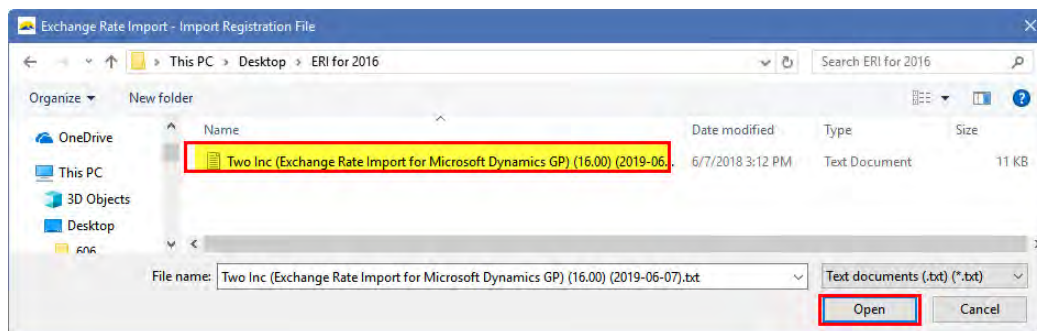 Exchange Rate Import - Import Registration File
This PC > Desktop > ERI for 2016
Search ERI for 2016
Organize
New folder
Name Date modified Type Size
OneDrive
Two Inc (Exchange Rate Import for Microsoft Dynamics GP) (16.00) (2019-06... 6/7/2018 3:12 PM Text Document 11 KB
This PC
3D Objects
Desktop
606
File name: Two Inc (Exchange Rate Import for Microsoft Dynamics GP) (16.00) (2019-06-07).txt Text documents (.txt) (*.txt)
Open Cancel